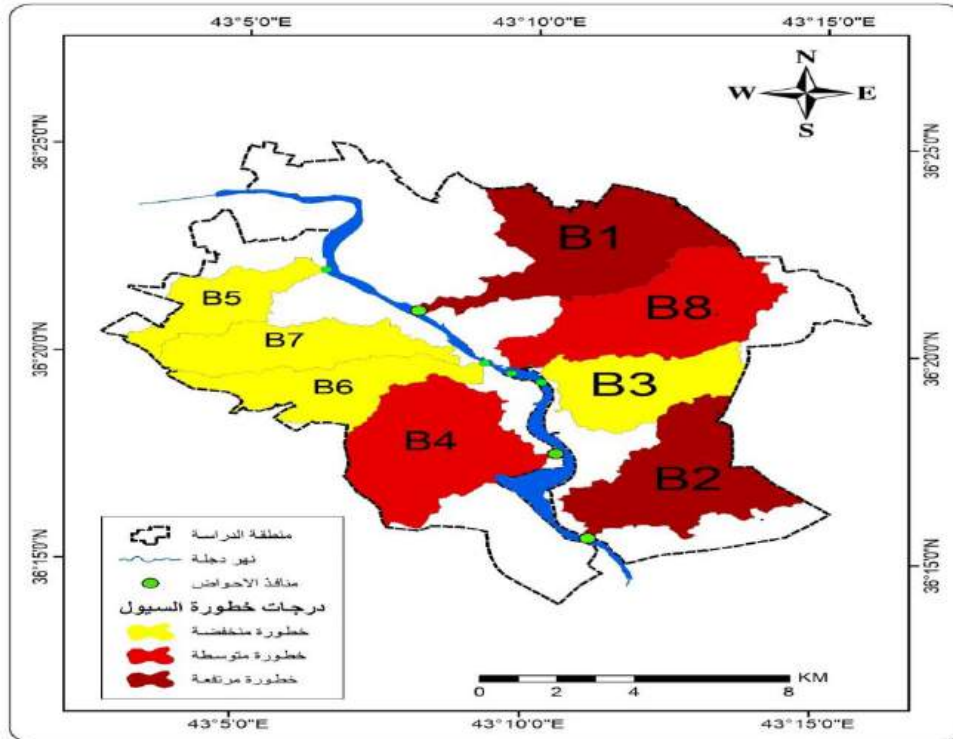 43°5'0"E 43°10'0"E 43°15'0"E
N
W E
S
36°25'0"N 36°25'0"N
B1
B8
B5
B7
36°20'0"N 36°20'0"N
B3
B6
B4
B2
36°15'0"N 36°15'0"N
منطقة الدراسة
نهر دجلة
منافذ الاحواض
درجات خطورة السيول
خطورة منخفضة
خطورة متوسطة
خطورة مرتفعة
KM
0 2 4 8
43°5'0"E 43°10'0"E 43°15'0"E